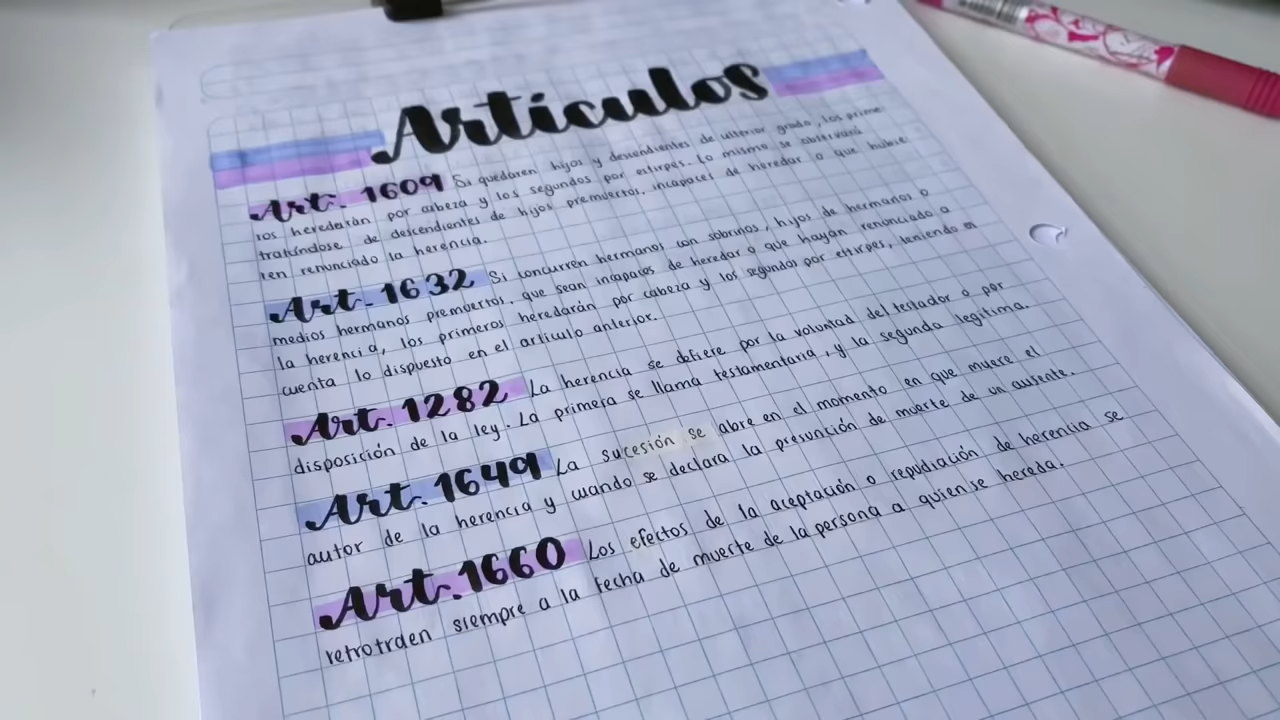 Artículos
Art. 1609 Si quedaren hijos y descendientes de ulterior grado, los prime
ros heredarán por cabeza y los segundos por estirpes. Lo mismo se observará
tratándose de descendientes de hijos premuertos, incapaces de heredar o que hubie
ren renunciado la herencia.
Art. 1632 Si concurren hermanos con sobrinos, hijos de hermanos o
medios hermanos premuertos, que sean incapaces de heredar o que hayan renunciado a
la herencia, los primeros heredarán por cabeza y los segundos por estirpes, teniendo en
cuenta lo dispuesto en el artículo anterior.
Art. 1282 La herencia se defiere por la voluntad del testador o por
disposición de la ley. La primera se llama testamentaria, y la segunda legítima.
Art. 1649 La sucesión se abre en el momento en que muere el
autor de la herencia y cuando se declara la presunción de muerte de un ausente.
Art. 1660 Los efectos de la aceptación o repudiación de herencia se
retrotraen siempre a la fecha de muerte de la persona a quien se hereda.